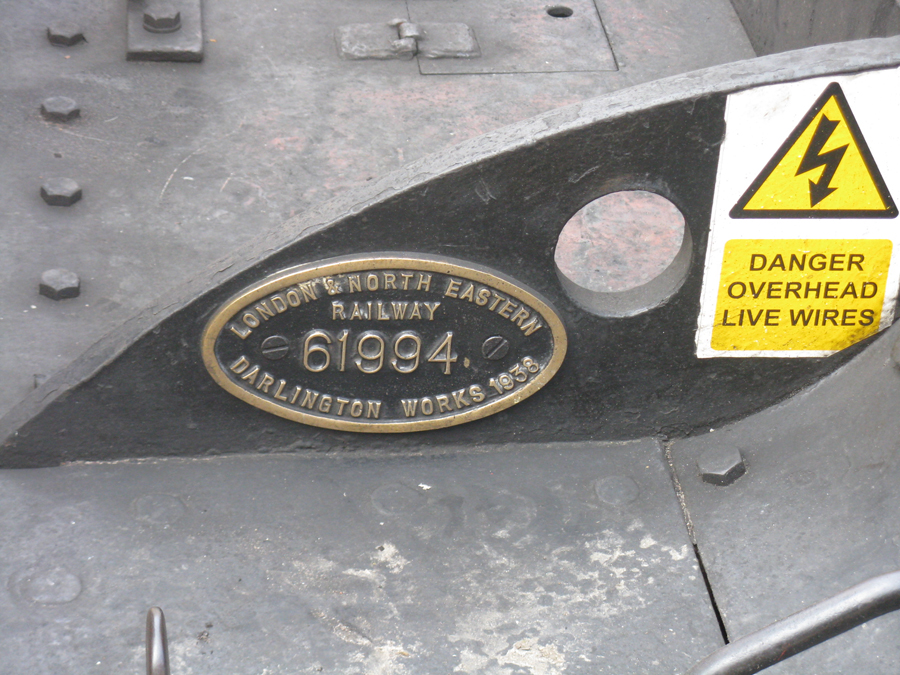 LONDON & NORTH EASTERN
RAILWAY
61994.
DARLINGTON WORKS 1938
DANGER
OVERHEAD
LIVE WIRES